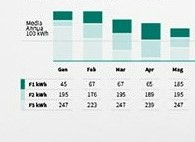 Media
Annua
100 kWh
Gen Feb Mar Apr Mag
F1 kWh 45 67 67 65 185
F2 kWh 195 176 195 189 195
F3 kWh 247 223 247 239 247